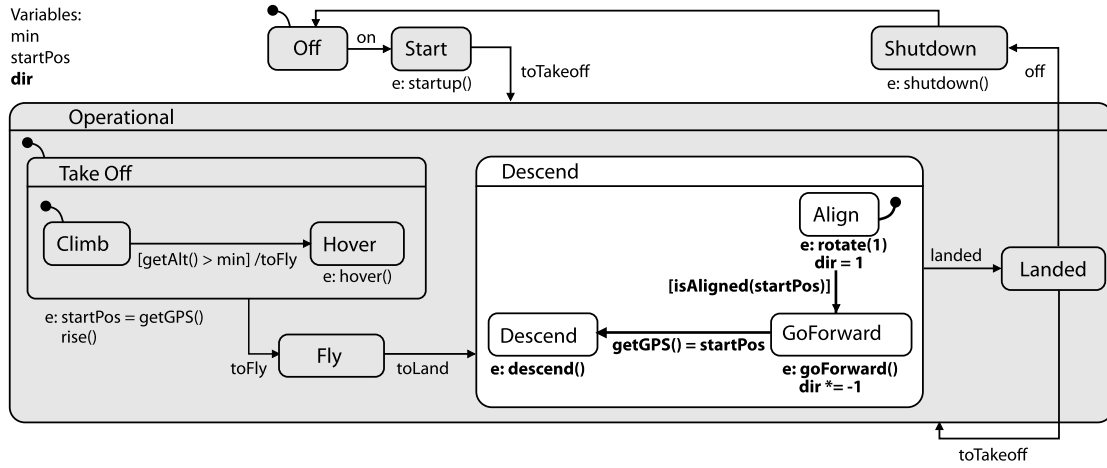 Variables:
min
startPos
dir
Off
on
Start
e: startup()
toTakeoff
Shutdown
e: shutdown()
off
Operational
Take Off
Climb
[getAlt() > min] /toFly
Hover
e: hover()
e: startPos = getGPS()
rise()
toFly
Fly
toLand
Descend
Align
e: rotate(1)
dir = 1
[isAligned(startPos)]
Descend
e: descend()
getGPS() = startPos
GoForward
e: goForward()
dir *= -1
landed
Landed
toTakeoff